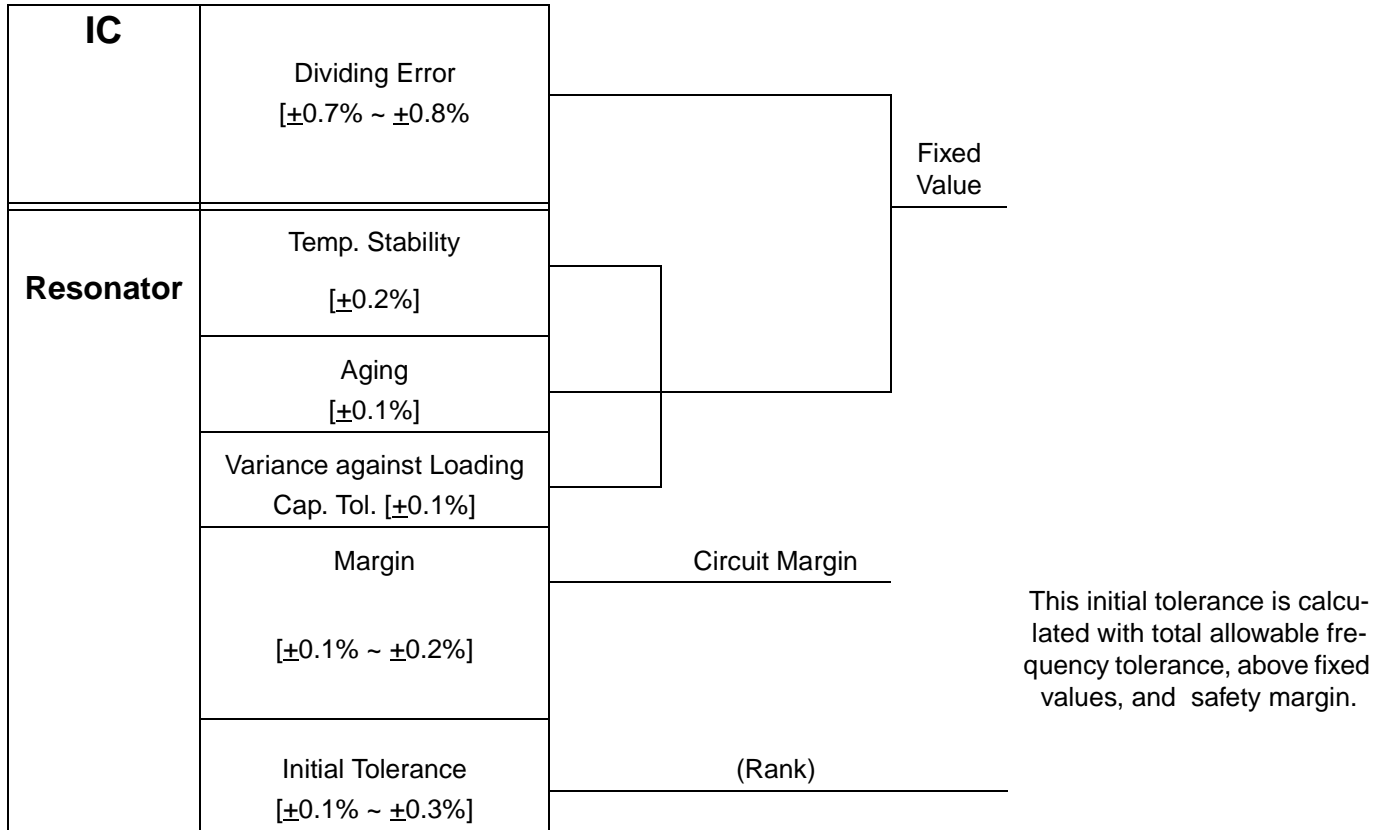 IC
Dividing Error
[±0.7% ~ ±0.8%
Fixed
Value
Resonator
Temp. Stability
[±0.2%]
Aging
[±0.1%]
Variance against Loading
Cap. Tol. [±0.1%]
Margin
[±0.1% ~ ±0.2%]
Circuit Margin
This initial tolerance is calcu-
lated with total allowable fre-
quency tolerance, above fixed
values, and safety margin.
Initial Tolerance
[±0.1% ~ ±0.3%]
(Rank)